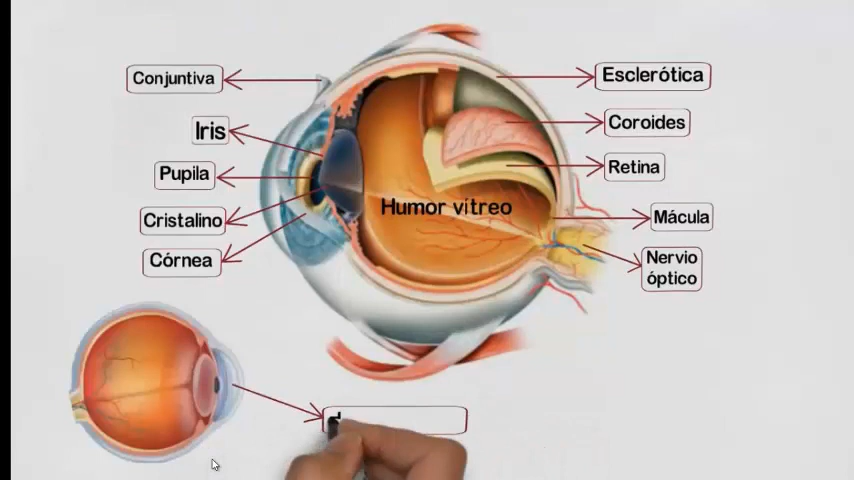 Conjuntiva
Iris
Pupila
Cristalino
Córnea
Humor vítreo
Esclerótica
Coroides
Retina
Mácula
Nervio
óptico